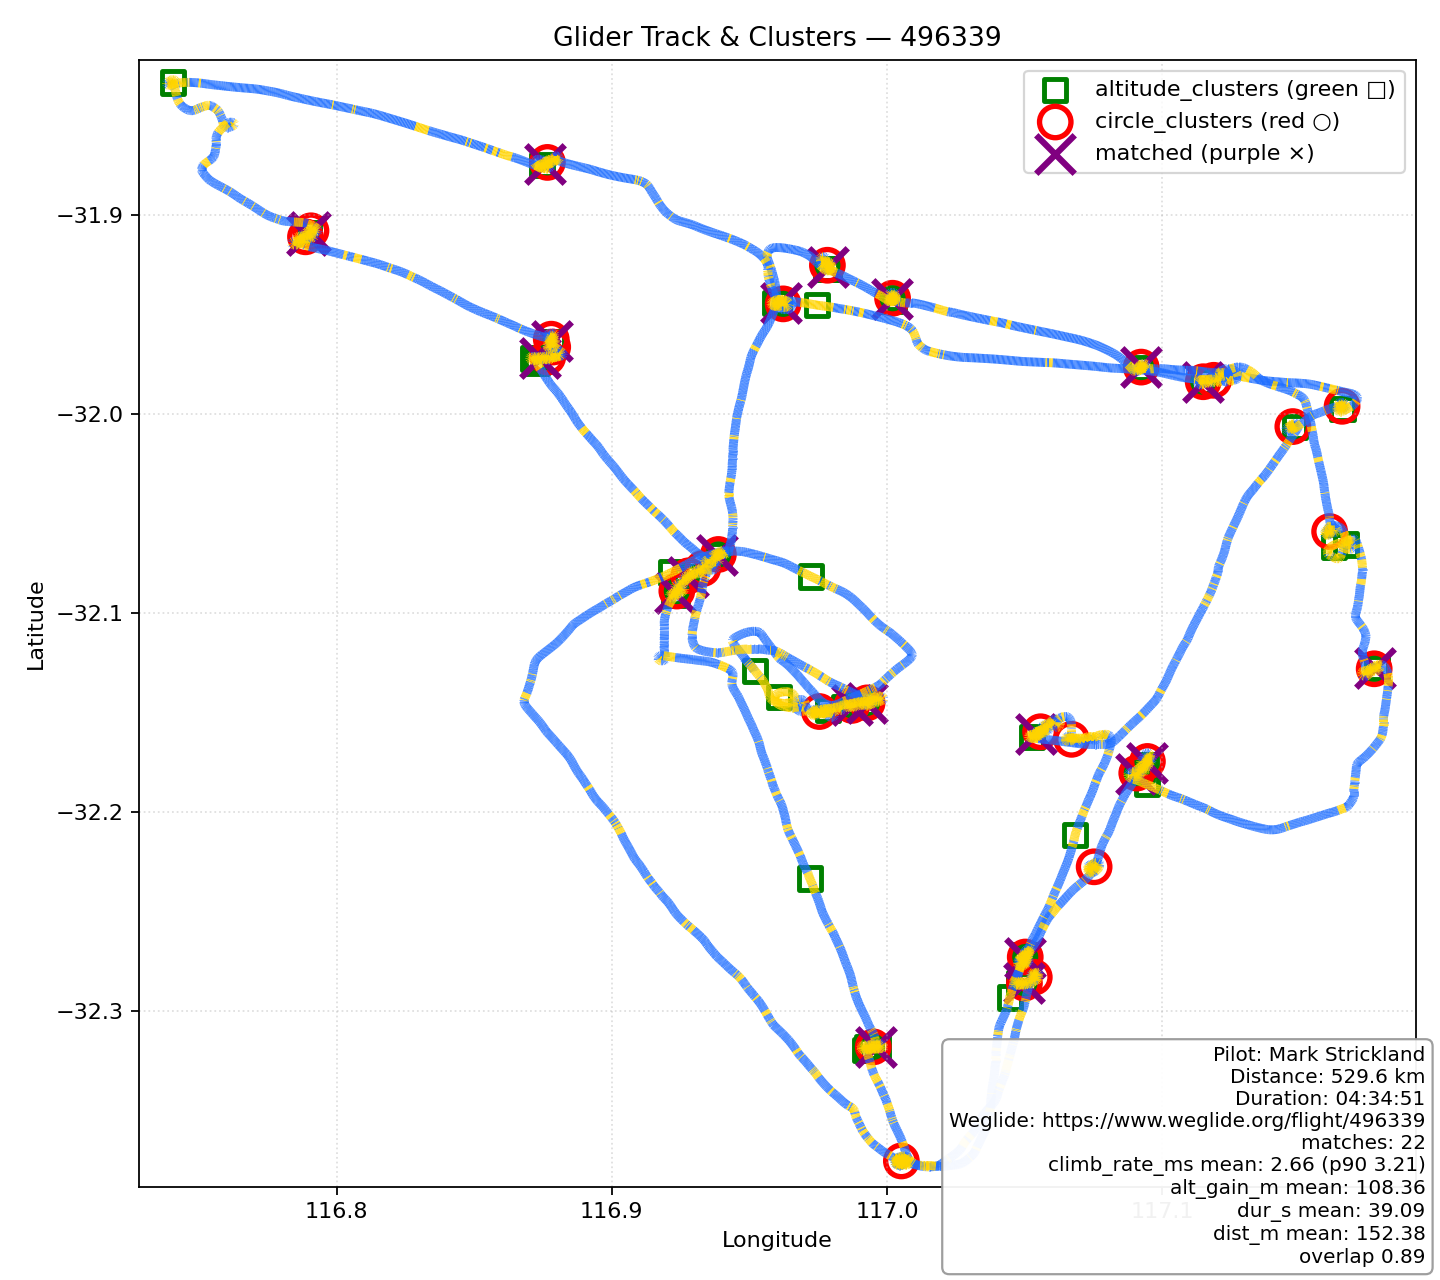 Glider Track & Clusters — 496339
altitude_clusters (green □)
circle_clusters (red ○)
matched (purple ×)
−31.9
−32.0
−32.1
−32.2
−32.3
Latitude
116.8
116.9
117.0
117.1
Longitude
Pilot: Mark Strickland
Distance: 529.6 km
Duration: 04:34:51
Weglide: https://www.weglide.org/flight/496339
matches: 22
climb_rate_ms mean: 2.66 (p90 3.21)
alt_gain_m mean: 108.36
dur_s mean: 39.09
dist_m mean: 152.38
overlap 0.89